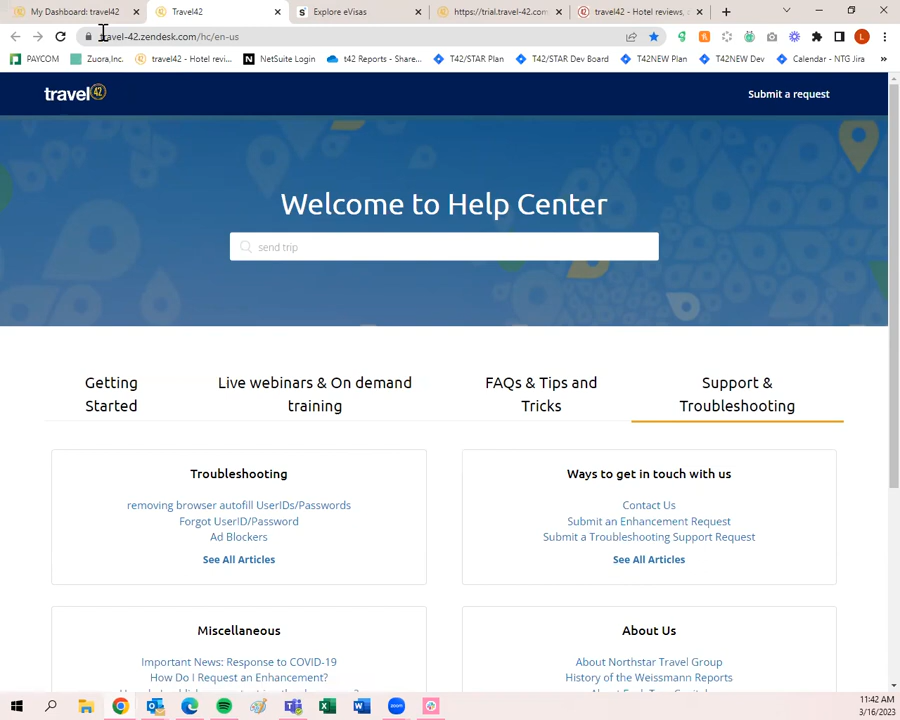 My Dashboard: travel42
Travel42
Explore eVisas
https://trial.travel-42.com
travel42 - Hotel reviews, c
travel-42.zendesk.com/hc/en-us
L
PAYCOM
Zuora,Inc.
travel42 - Hotel revi...
NetSuite Login
t42 Reports - Share...
T42/STAR Plan
T42/STAR Dev Board
T42NEW Plan
T42NEW Dev
Calendar - NTG Jira
»
travel 42
Submit a request
Welcome to Help Center
send trip
Getting
Started
Live webinars & On demand
training
FAQs & Tips and
Tricks
Support &
Troubleshooting
Troubleshooting
removing browser autofill UserIDs/Passwords
Forgot UserID/Password
Ad Blockers
See All Articles
Ways to get in touch with us
Contact Us
Submit an Enhancement Request
Submit a Troubleshooting Support Request
See All Articles
Miscellaneous
Important News: Response to COVID-19
How Do I Request an Enhancement?
About Us
About Northstar Travel Group
History of the Weissmann Reports
zoom
11:42 AM
3/16/2023